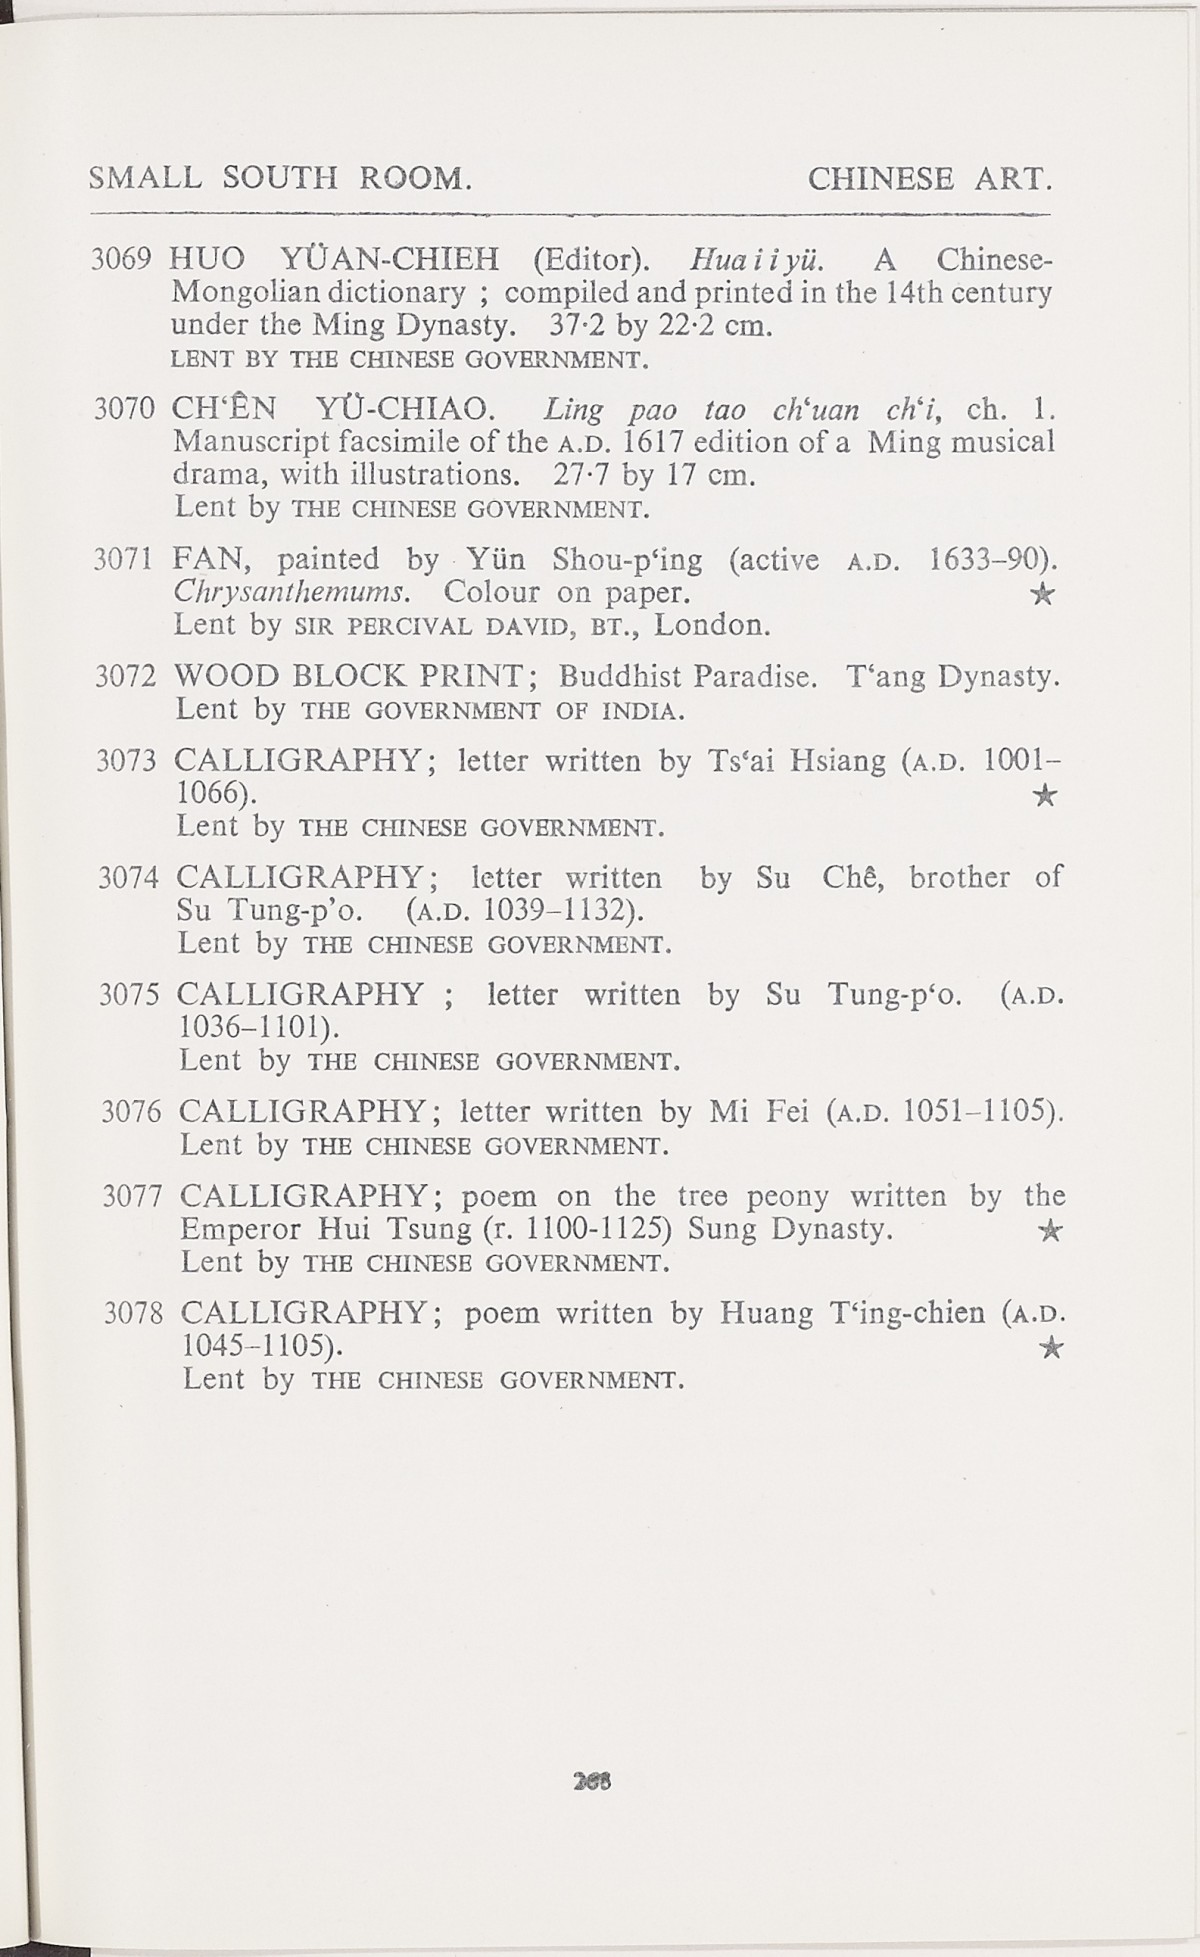 SMALL SOUTH ROOM. CHINESE ART.
3069 HUO YÜAN-CHIEH (Editor). Hua i i yü. A Chinese-
Mongolian dictionary ; compiled and printed in the 14th century
under the Ming Dynasty. 37·2 by 22·2 cm.
LENT BY THE CHINESE GOVERNMENT.
3070 CH‘ÊN YÜ-CHIAO. Ling pao tao ch‘uan ch‘i, ch. 1.
Manuscript facsimile of the A.D. 1617 edition of a Ming musical
drama, with illustrations. 27·7 by 17 cm.
Lent by THE CHINESE GOVERNMENT.
3071 FAN, painted by Yün Shou-p‘ing (active A.D. 1633–90).
Chrysanthemums. Colour on paper. ★
Lent by SIR PERCIVAL DAVID, BT., London.
3072 WOOD BLOCK PRINT; Buddhist Paradise. T‘ang Dynasty.
Lent by THE GOVERNMENT OF INDIA.
3073 CALLIGRAPHY; letter written by Ts‘ai Hsiang (A.D. 1001–
1066). ★
Lent by THE CHINESE GOVERNMENT.
3074 CALLIGRAPHY; letter written by Su Chê, brother of
Su Tung-p’o. (A.D. 1039–1132).
Lent by THE CHINESE GOVERNMENT.
3075 CALLIGRAPHY ; letter written by Su Tung-p‘o. (A.D.
1036–1101).
Lent by THE CHINESE GOVERNMENT.
3076 CALLIGRAPHY; letter written by Mi Fei (A.D. 1051–1105).
Lent by THE CHINESE GOVERNMENT.
3077 CALLIGRAPHY; poem on the tree peony written by the
Emperor Hui Tsung (r. 1100-1125) Sung Dynasty. ★
Lent by THE CHINESE GOVERNMENT.
3078 CALLIGRAPHY; poem written by Huang T‘ing-chien (A.D.
1045–1105). ★
Lent by THE CHINESE GOVERNMENT.